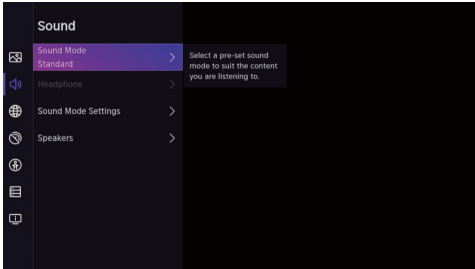 Sound
Sound Mode
Standard
Select a pre-set sound
mode to suit the content
you are listening to.
Headphone
Sound Mode Settings
Speakers